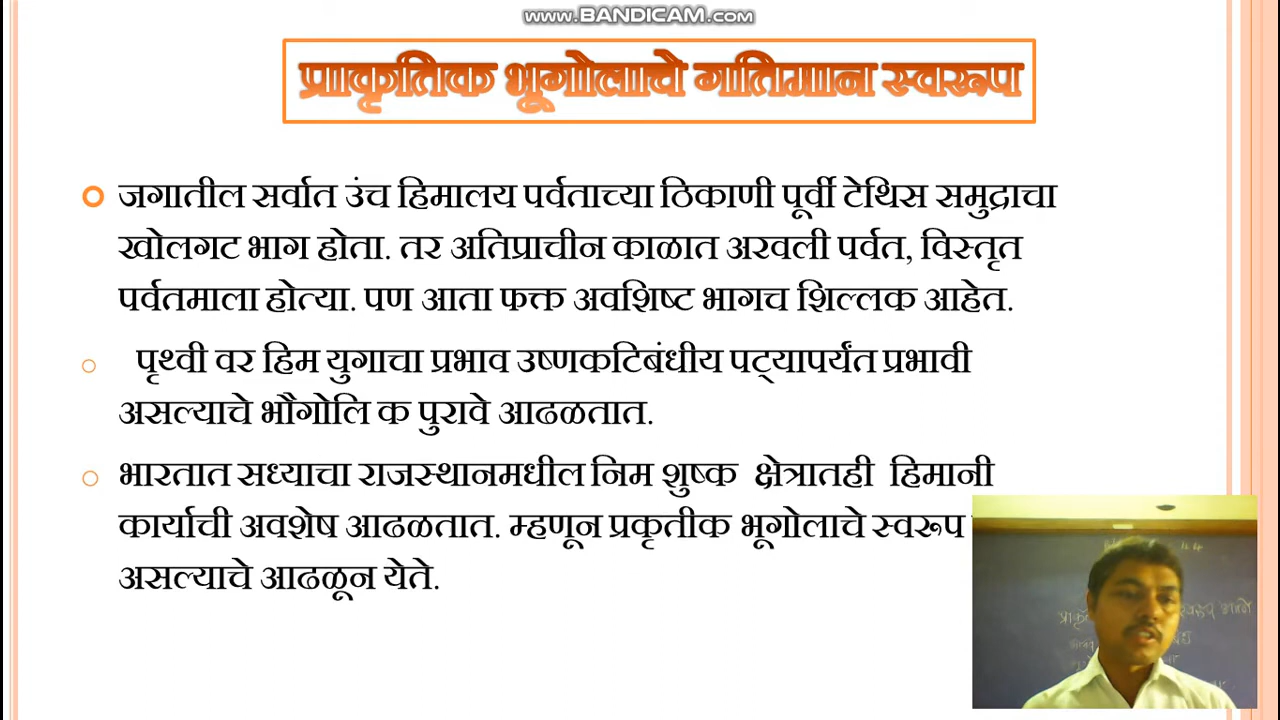 www.BANDICAM.com
प्राकृतिक भूगोलाचे गतिमान स्वरूप
जगातील सर्वात उंच हिमालय पर्वताच्या ठिकाणी पूर्वी टेथिस समुद्राचा
खोलगट भाग होता. तर अतिप्राचीन काळात अरवली पर्वत, विस्तृत
पर्वतमाला होत्या. पण आता फक्त अवशिष्ट भागच शिल्लक आहेत.
पृथ्वी वर हिम युगाचा प्रभाव उष्णकटिबंधीय पट्यापर्यंत प्रभावी
असल्याचे भौगोलि क पुरावे आढळतात.
भारतात सध्याचा राजस्थानमधील निम शुष्क क्षेत्रातही हिमानी
कार्याची अवशेष आढळतात. म्हणून प्रकृतीक भूगोलाचे स्वरूप
असल्याचे आढळून येते.